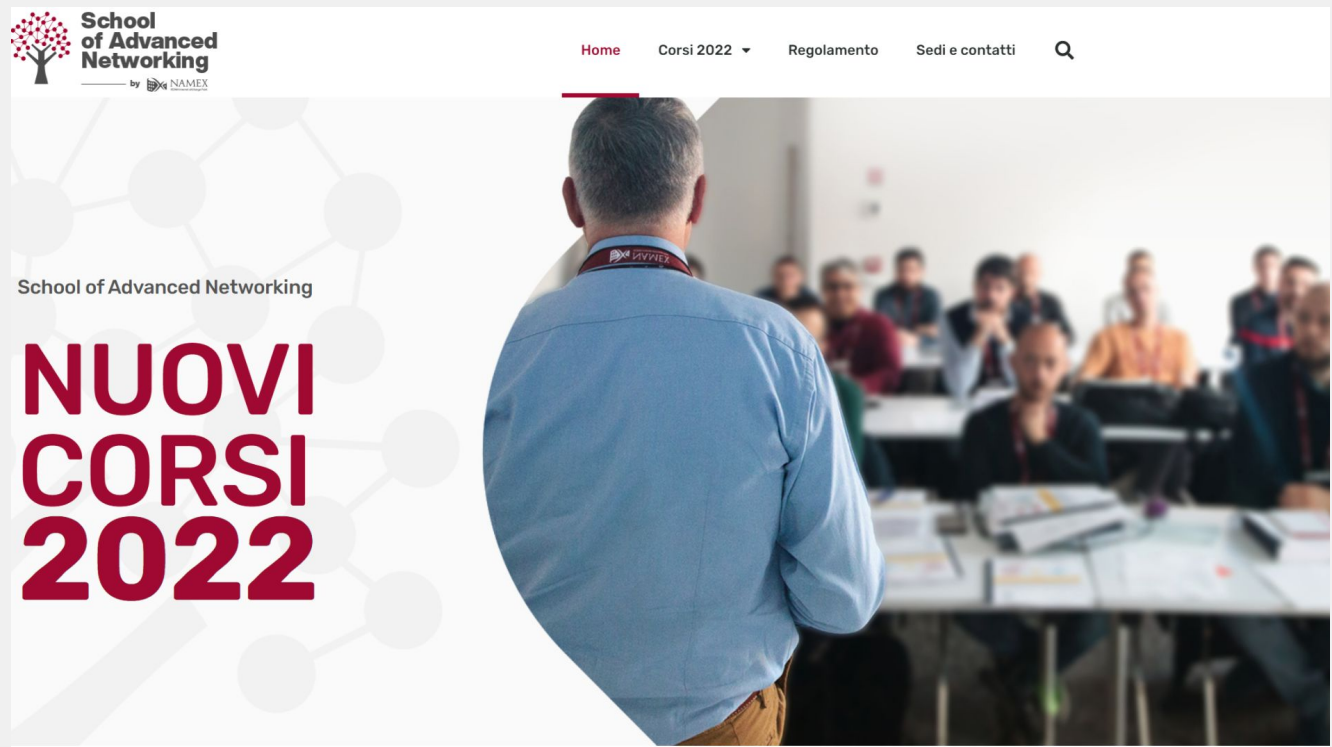 School
of Advanced
Networking
by NAMEX
Home
Corsi 2022
Regolamento
Sedi e contatti
NAMEX
School of Advanced Networking
NUOVI
CORSI
2022